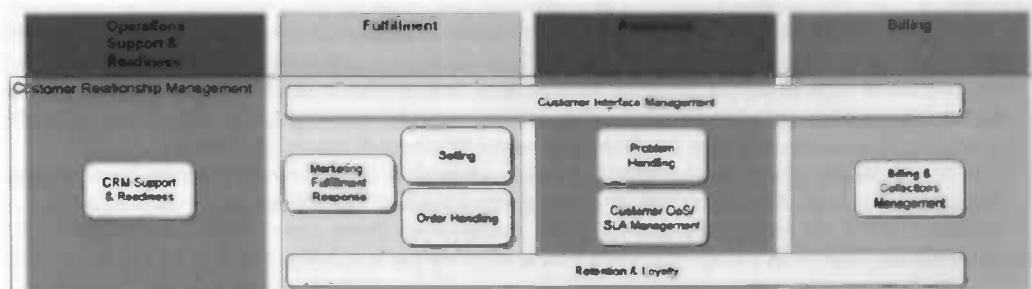 Operations
Support &
Readiness
Fulfillment
Assurance
Billing
Customer Relationship Management
Customer Interface Management
CRM Support
& Readiness
Marketing
Fulfillment
Response
Selling
Order Handling
Problem
Handling
Customer QoS/
SLA Management
Billing &
Collections
Management
Retention & Loyalty